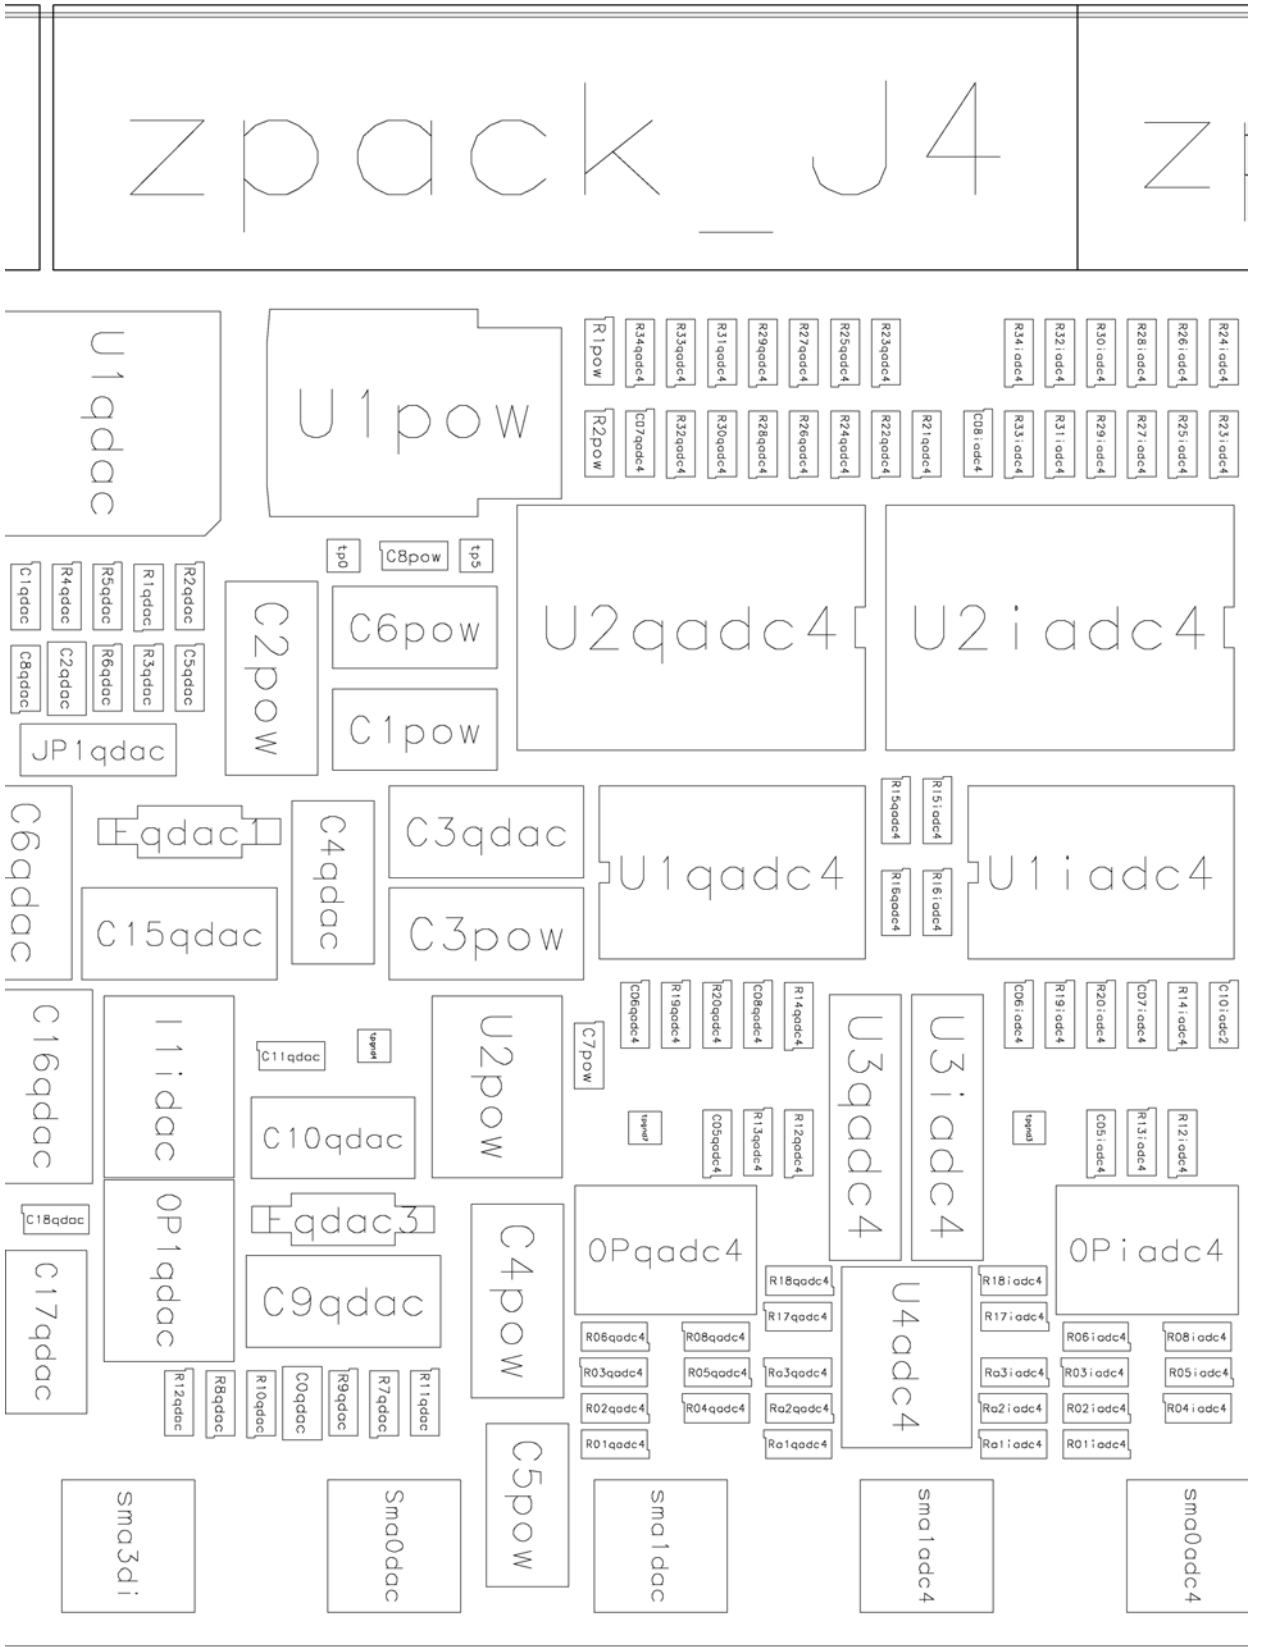 zpack_J4
U1qdac
U1pow
R1pow R34qadc4 R33qadc4 R31qadc4 R29qadc4 R27qadc4 R25qadc4 R23qadc4 R34iadc4 R32iadc4 R30iadc4 R28iadc4 R26iadc4 R24iadc4
R2pow C07qadc4 R32qadc4 R30qadc4 R28qadc4 R26qadc4 R24qadc4 R22qadc4 R21qadc4 C08iadc4 R33iadc4 R31iadc4 R29iadc4 R27iadc4 R25iadc4 R23iadc4
tp0 C8pow tp5
C1qdac R4qdac R5qdac R1qdac R2qdac
C2pow C6pow U2qadc4 U2iadc4
C8qdac C2qdac R6qdac R3qdac C5qdac
C1pow
JP1qdac
C6qdac Fqdac1 C4qdac C3qdac
R15qadc4 R15iadc4
U1qadc4 U1iadc4
R16qadc4 R16iadc4
C15qdac C3pow
C06qadc4 R19qadc4 R20qadc4 C08qadc4 R14qadc4 C06iadc4 R19iadc4 R20iadc4 C07iadc4 R14iadc4 C10iadc2
C16qdac I1idac C11qdac tpgnd4 U2pow C7pow U3qadc4 U3iadc4
tpgnd7 C05qadc4 R13qadc4 R12qadc4 tpgnd3 C05iadc4 R13iadc4 R12iadc4
C10qdac
C18qdac OP1qdac Fqdac3 C4pow OPqadc4 OPiadc4
C17qdac C9qdac
R18qadc4 U4adc4 R18iadc4
R17qadc4 R17iadc4
R06qadc4 R08qadc4 R06iadc4 R08iadc4
R03qadc4 R05qadc4 Ra3qadc4 Ra3iadc4 R03iadc4 R05iadc4
R12qdac R8qdac R10qdac C0qdac R9qdac R7qdac R11qdac
R02qadc4 R04qadc4 Ra2qadc4 Ra2iadc4 R02iadc4 R04iadc4
R01qadc4 Ra1qadc4 Ra1iadc4 R01iadc4
C5pow
sma3di Sma0dac sma1dac sma1adc4 sma0adc4